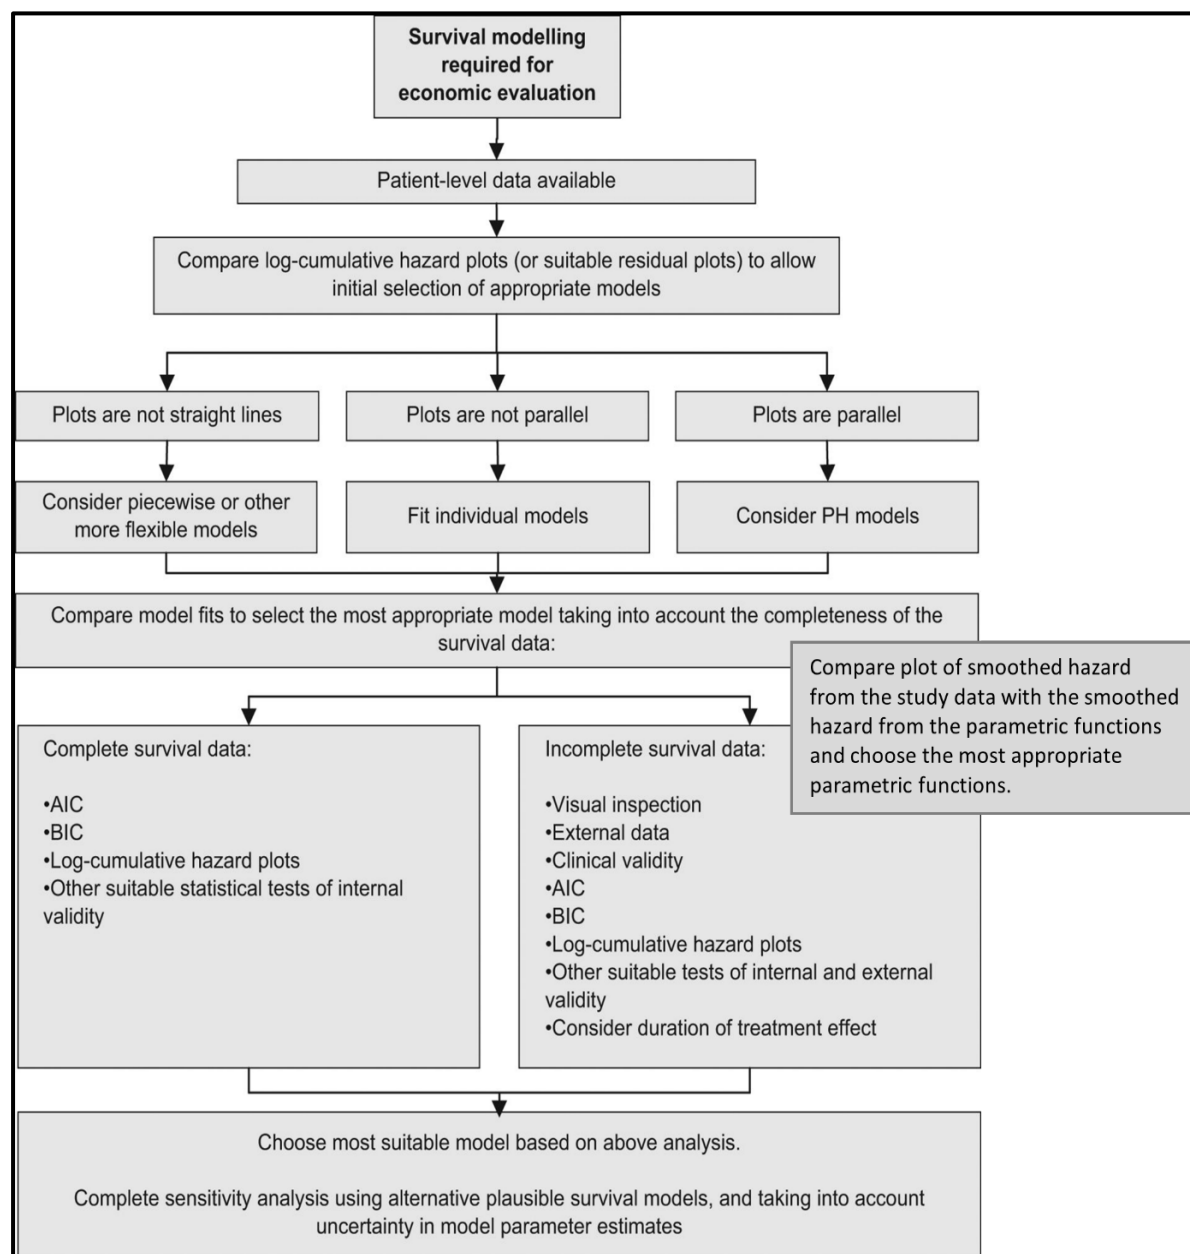 Survival modelling
required for
economic evaluation
Patient-level data available
Compare log-cumulative hazard plots (or suitable residual plots) to allow
initial selection of appropriate models
Plots are not straight lines
Plots are not parallel
Plots are parallel
Consider piecewise or other
more flexible models
Fit individual models
Consider PH models
Compare model fits to select the most appropriate model taking into account the completeness of the
survival data:
Compare plot of smoothed hazard
from the study data with the smoothed
hazard from the parametric functions
and choose the most appropriate
parametric functions.
Complete survival data:
•AIC
•BIC
•Log-cumulative hazard plots
•Other suitable statistical tests of internal
validity
Incomplete survival data:
•Visual inspection
•External data
•Clinical validity
•AIC
•BIC
•Log-cumulative hazard plots
•Other suitable tests of internal and external
validity
•Consider duration of treatment effect
Choose most suitable model based on above analysis.
Complete sensitivity analysis using alternative plausible survival models, and taking into account
uncertainty in model parameter estimates